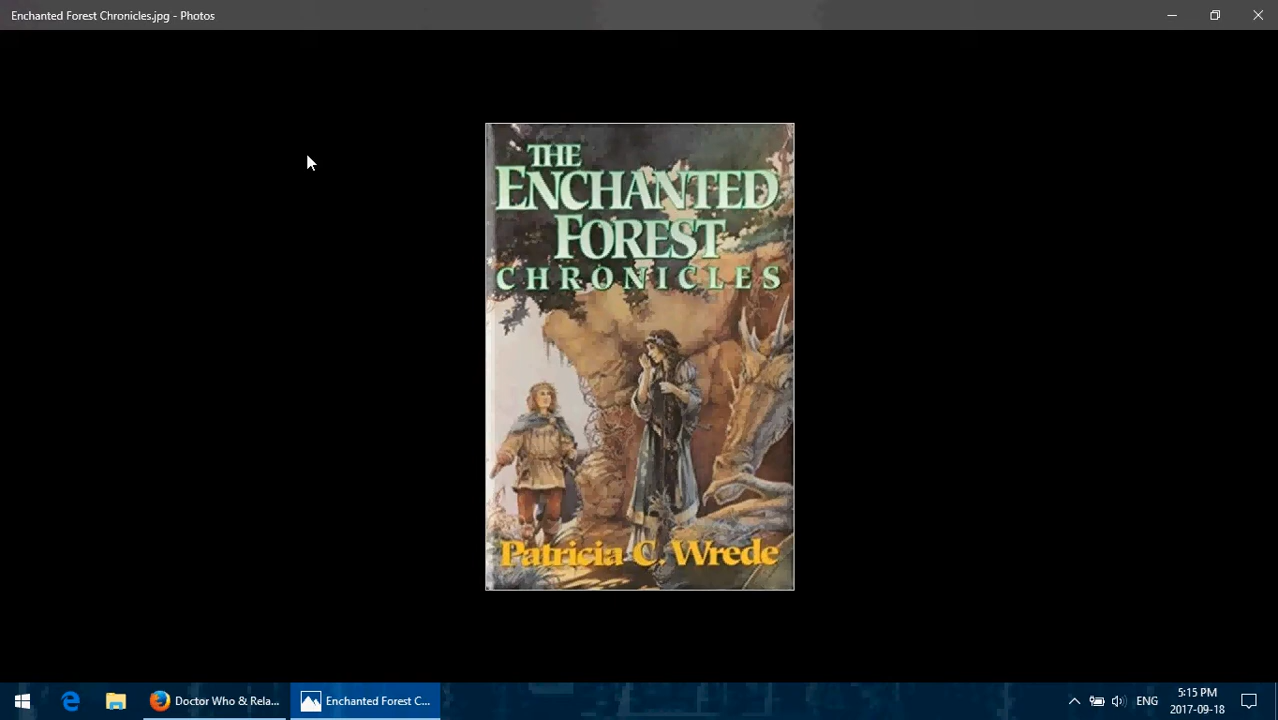 Enchanted Forest Chronicles.jpg - Photos
THE
ENCHANTED
FOREST
CHRONICLES
Patricia C. Wrede
Doctor Who & Rela...
Enchanted Forest C...
ENG
5:15 PM
2017-09-18